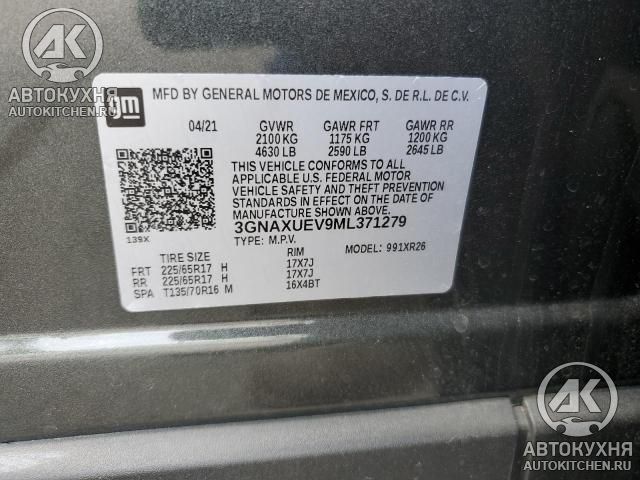 AK
АВТОКУХНЯ
AUTOKITCHEN.RU
gm
MFD BY GENERAL MOTORS DE MEXICO, S. DE R.L. DE C.V.
04/21 GVWR GAWR FRT GAWR RR
2100 KG 1175 KG 1200 KG
4630 LB 2590 LB 2645 LB
THIS VEHICLE CONFORMS TO ALL
APPLICABLE U.S. FEDERAL MOTOR
VEHICLE SAFETY AND THEFT PREVENTION
STANDARDS IN EFFECT ON THE DATE OF
MANUFACTURE SHOWN ABOVE.
139X
3GNAXUEV9ML371279
TYPE: M.P.V. MODEL: 991XR26
TIRE SIZE RIM
FRT 225/65R17 H 17X7J
RR 225/65R17 H 17X7J
SPA T135/70R16 M 16X4BT
AK
АВТОКУХНЯ
AUTOKITCHEN.RU